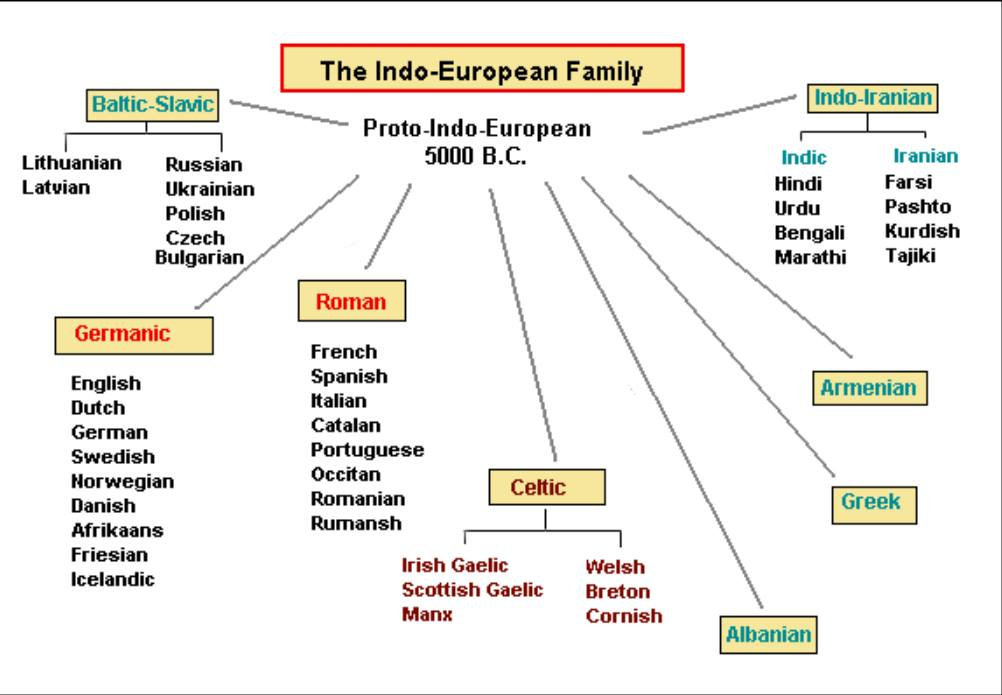 The Indo-European Family
Proto-Indo-European
5000 B.C.
Baltic-Slavic
Lithuanian
Latvian
Russian
Ukrainian
Polish
Czech
Bulgarian
Indo-Iranian
Indic
Hindi
Urdu
Bengali
Marathi
Iranian
Farsi
Pashto
Kurdish
Tajiki
Germanic
English
Dutch
German
Swedish
Norwegian
Danish
Afrikaans
Friesian
Icelandic
Roman
French
Spanish
Italian
Catalan
Portuguese
Occitan
Romanian
Rumansh
Celtic
Irish Gaelic
Scottish Gaelic
Manx
Welsh
Breton
Cornish
Armenian
Greek
Albanian